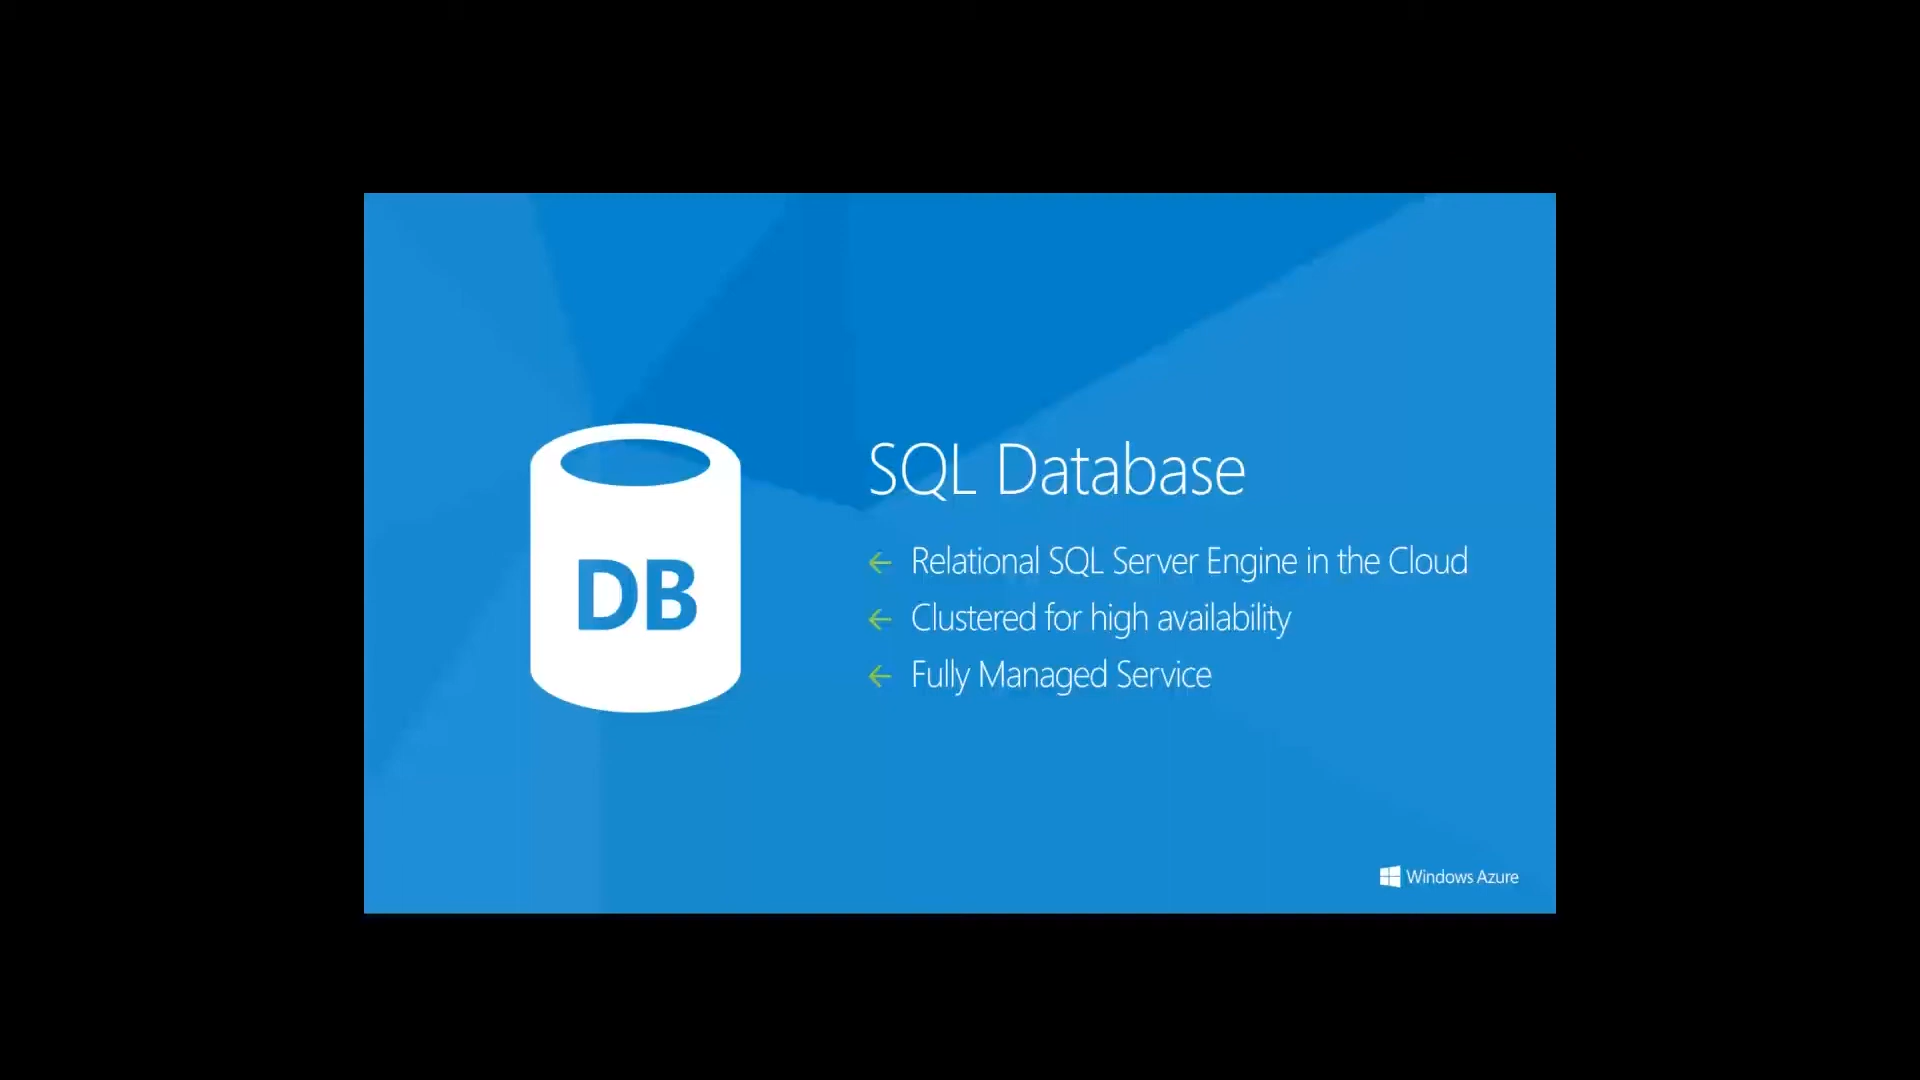 DB
SQL Database
← Relational SQL Server Engine in the Cloud
← Clustered for high availability
← Fully Managed Service
Windows Azure